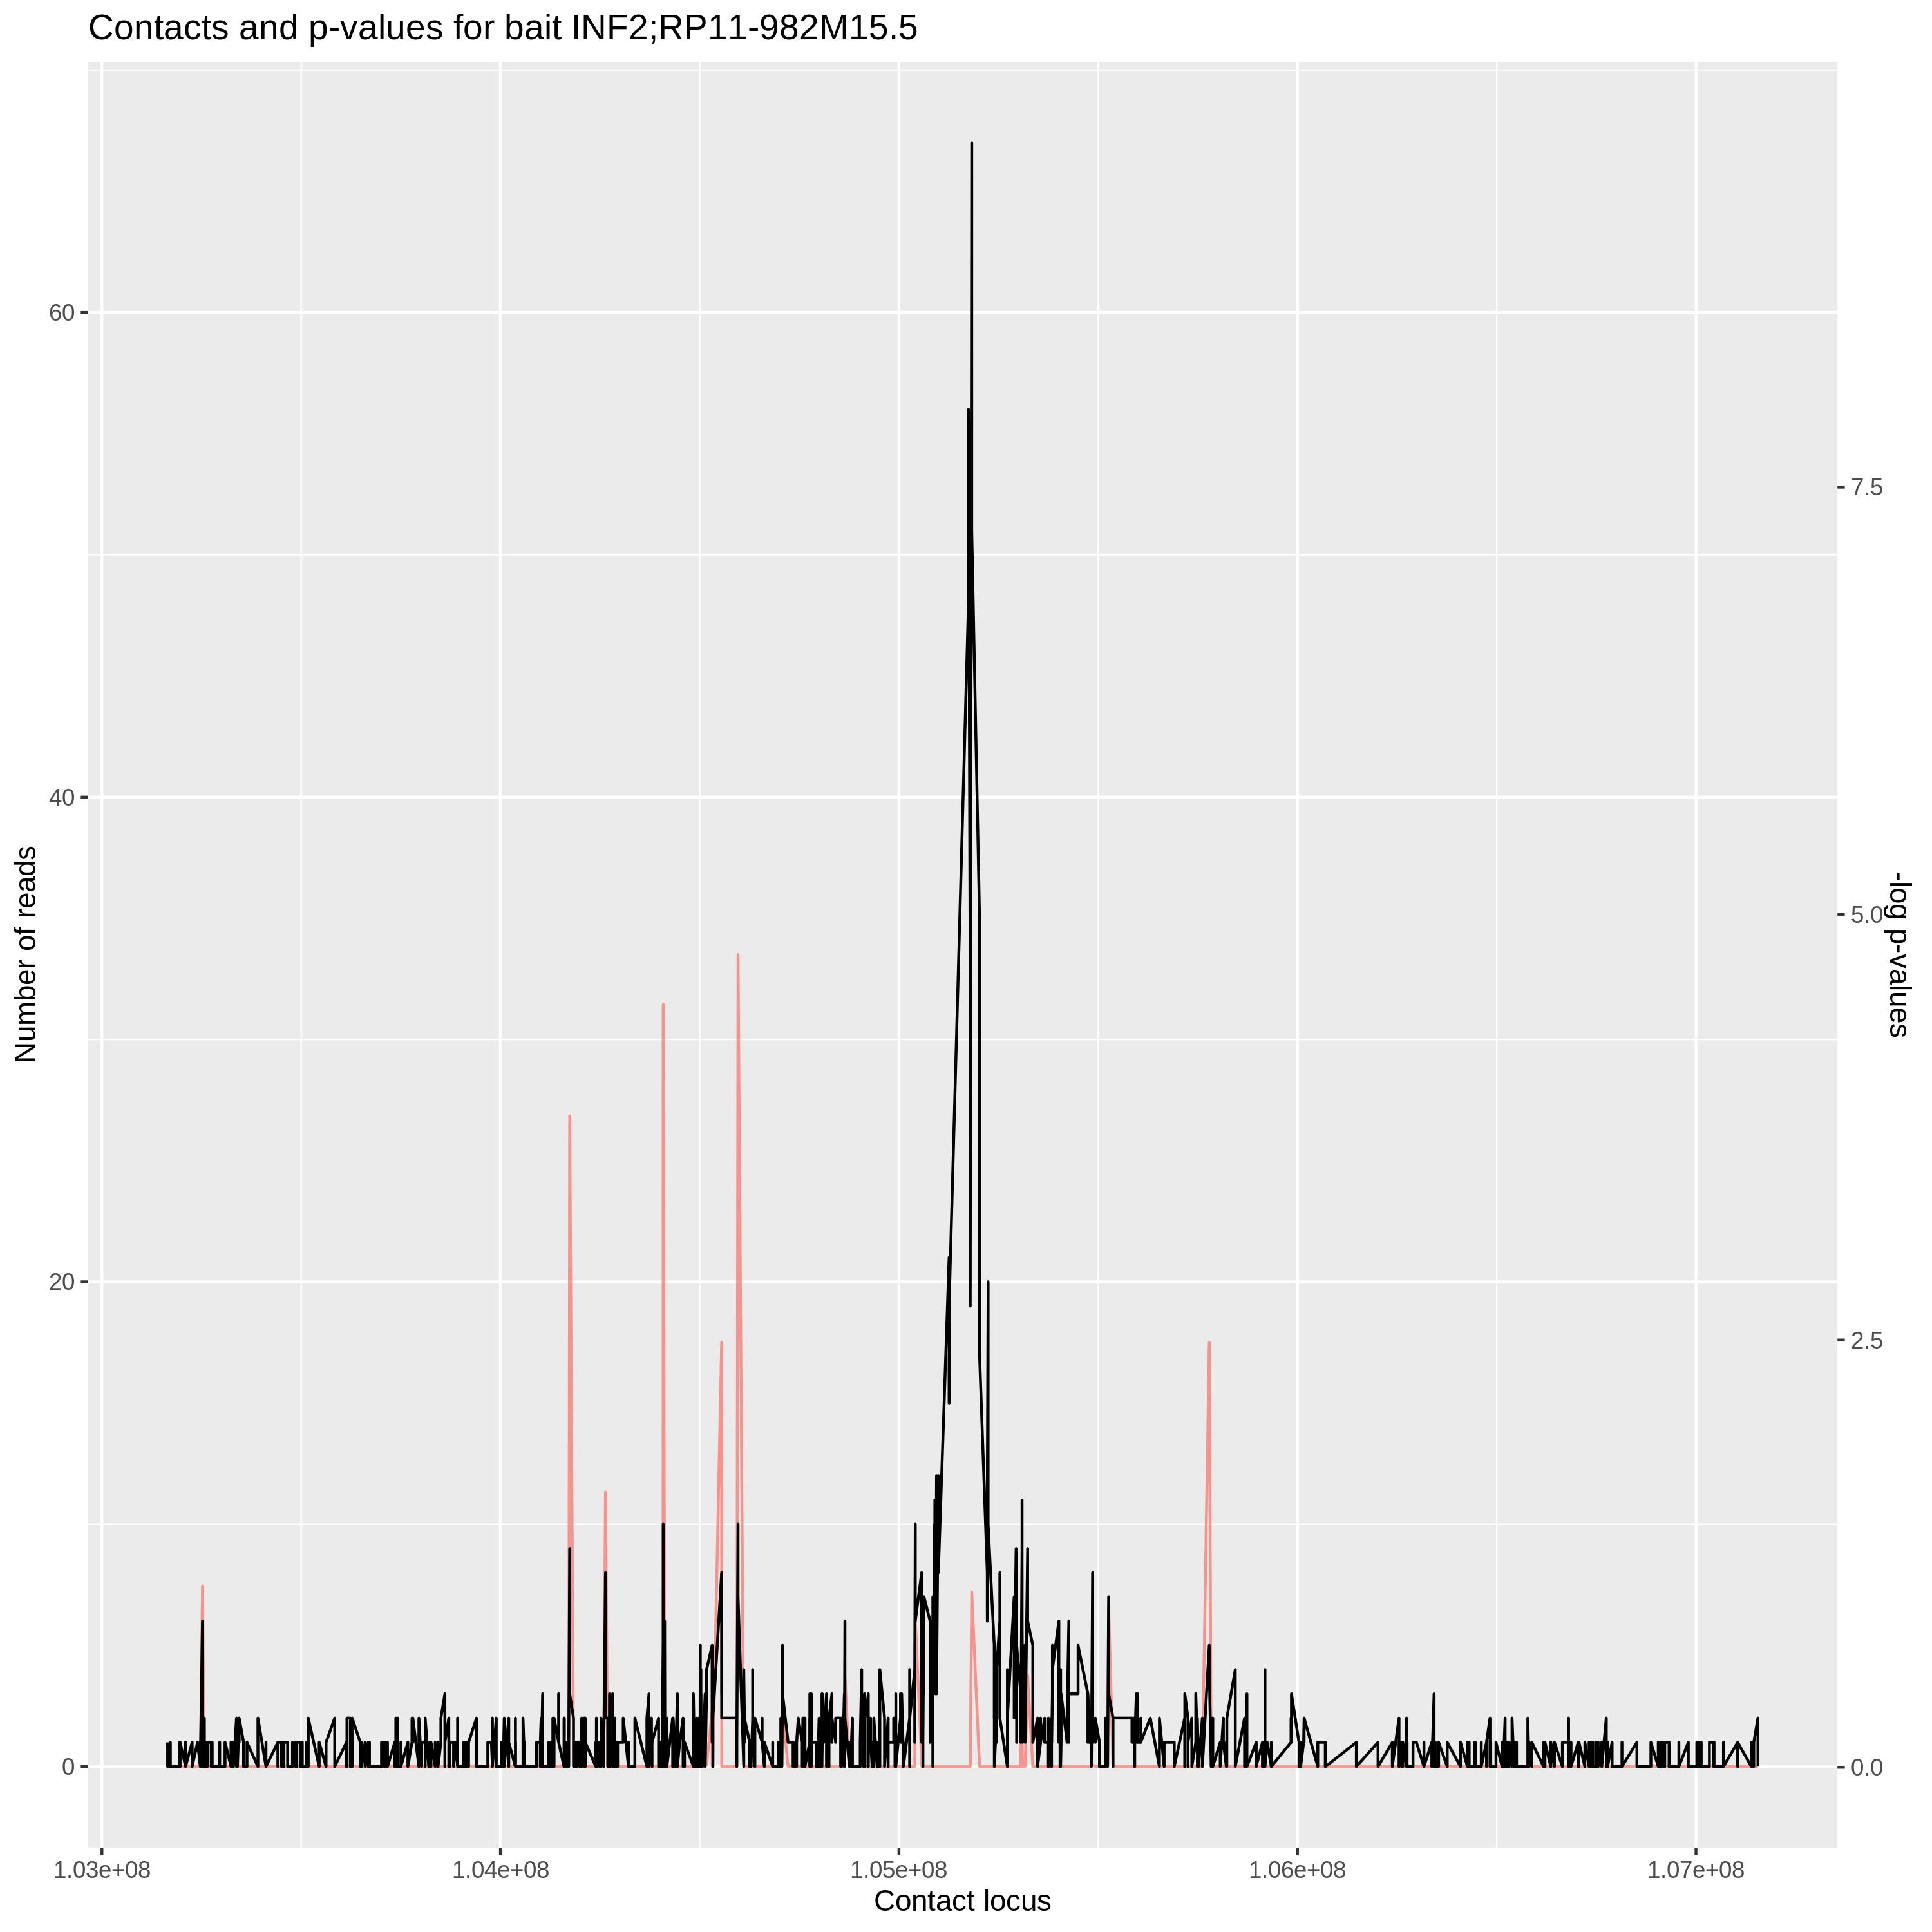 Contacts and p-values for bait INF2;RP11-982M15.5
60
40
20
0
Number of reads
7.5
5.0
2.5
0.0
-log p-values
1.03e+08
1.04e+08
1.05e+08
1.06e+08
1.07e+08
Contact locus